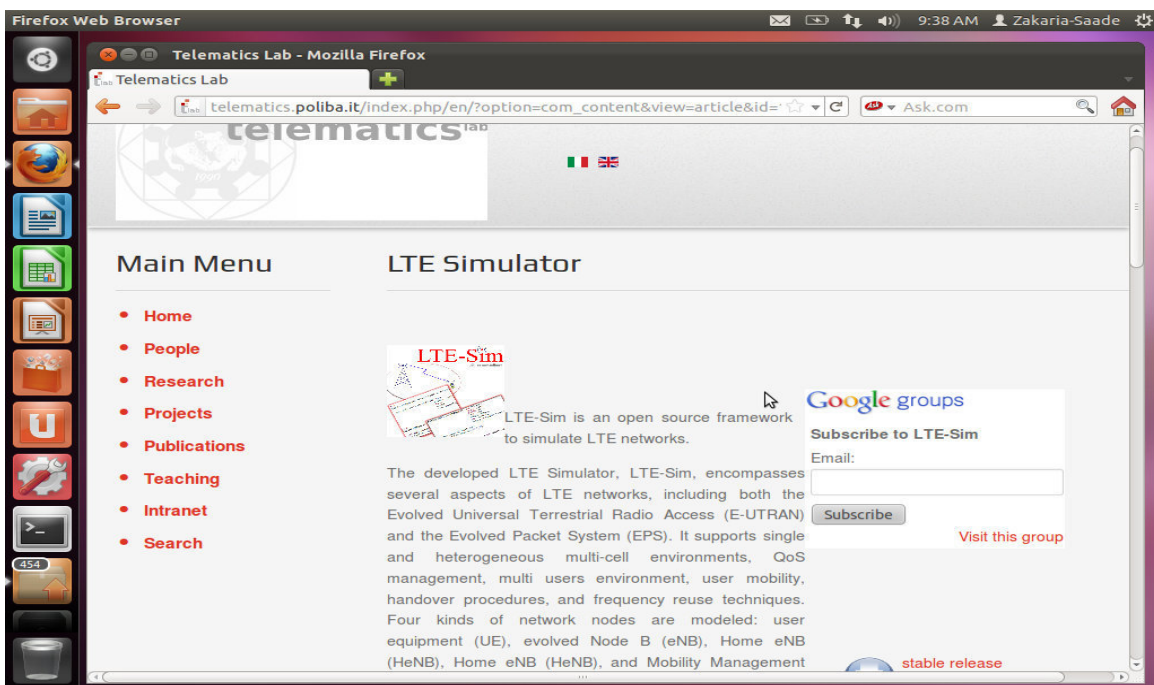 Firefox Web Browser
9:38 AM Zakaria-Saade
Telematics Lab - Mozilla Firefox
Telematics Lab
telematics.poliba.it/index.php/en/?option=com_content&view=article&id=
Ask.com
telematics lab
Main Menu
Home
People
Research
Projects
Publications
Teaching
Intranet
Search
454
LTE Simulator
LTE-Sim
LTE-Sim is an open source framework
to simulate LTE networks.
The developed LTE Simulator, LTE-Sim, encompasses
several aspects of LTE networks, including both the
Evolved Universal Terrestrial Radio Access (E-UTRAN)
and the Evolved Packet System (EPS). It supports single
and heterogeneous multi-cell environments, QoS
management, multi users environment, user mobility,
handover procedures, and frequency reuse techniques.
Four kinds of network nodes are modeled: user
equipment (UE), evolved Node B (eNB), Home eNB
(HeNB), Home eNB (HeNB), and Mobility Management
Google groups
Subscribe to LTE-Sim
Email:
Subscribe
Visit this group
stable release